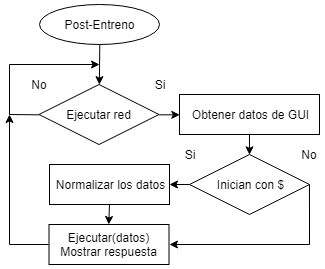 Post-Entreno
No
Si
Ejecutar red
Obtener datos de GUI
Si
No
Normalizar los datos
Inician con $
Ejecutar(datos)
Mostrar respuesta